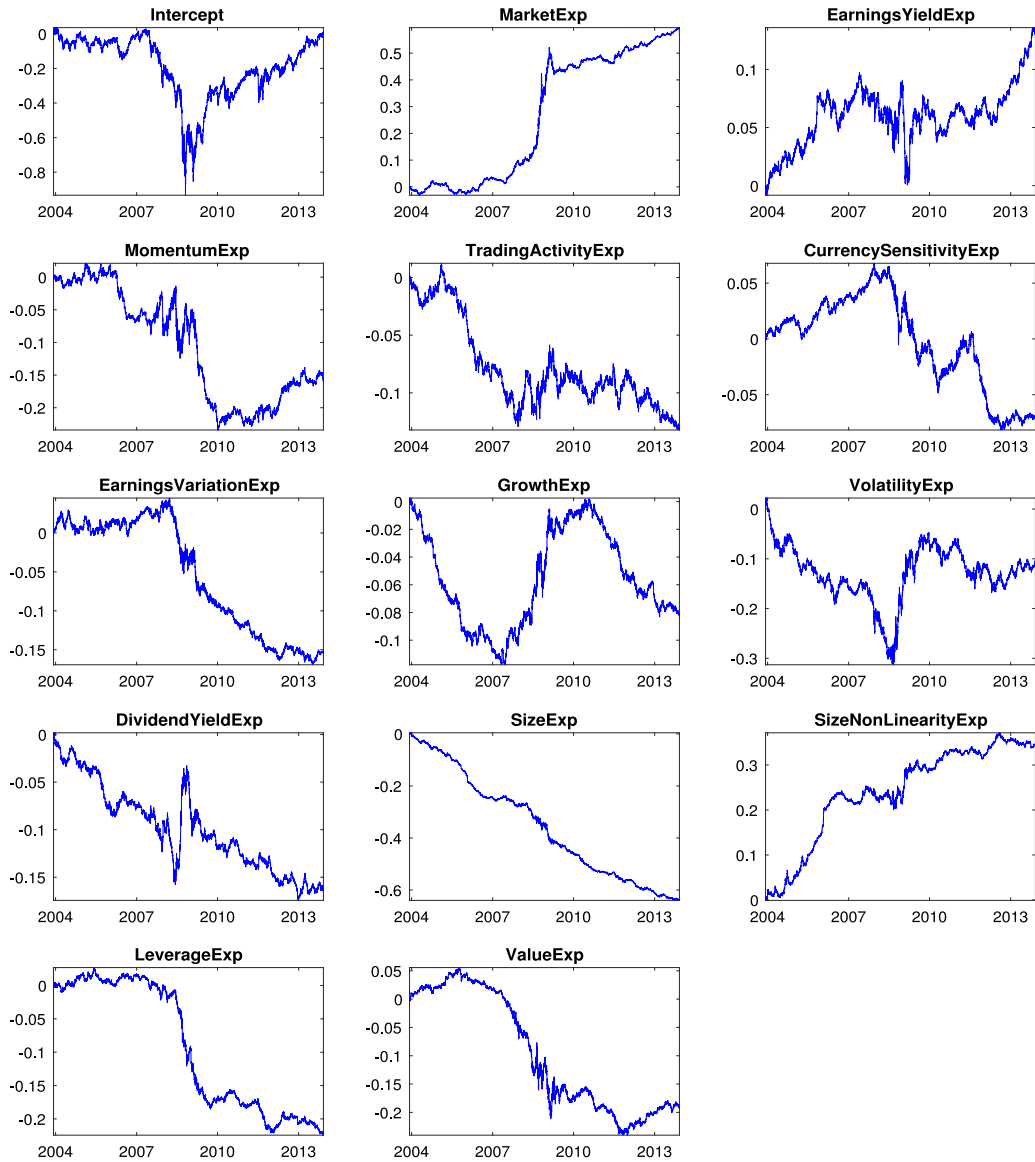 Intercept
0
-0.2
-0.4
-0.6
-0.8
2004 2007 2010 2013
MarketExp
0.5
0.4
0.3
0.2
0.1
0
2004 2007 2010 2013
EarningsYieldExp
0.1
0.05
0
2004 2007 2010 2013
MomentumExp
0
-0.05
-0.1
-0.15
-0.2
2004 2007 2010 2013
TradingActivityExp
0
-0.05
-0.1
2004 2007 2010 2013
CurrencySensitivityExp
0.05
0
-0.05
2004 2007 2010 2013
EarningsVariationExp
0
-0.05
-0.1
-0.15
2004 2007 2010 2013
GrowthExp
0
-0.02
-0.04
-0.06
-0.08
-0.1
2004 2007 2010 2013
VolatilityExp
0
-0.1
-0.2
-0.3
2004 2007 2010 2013
DividendYieldExp
0
-0.05
-0.1
-0.15
2004 2007 2010 2013
SizeExp
0
-0.2
-0.4
-0.6
2004 2007 2010 2013
SizeNonLinearityExp
0.3
0.2
0.1
0
2004 2007 2010 2013
LeverageExp
0
-0.05
-0.1
-0.15
-0.2
2004 2007 2010 2013
ValueExp
0.05
0
-0.05
-0.1
-0.15
-0.2
2004 2007 2010 2013